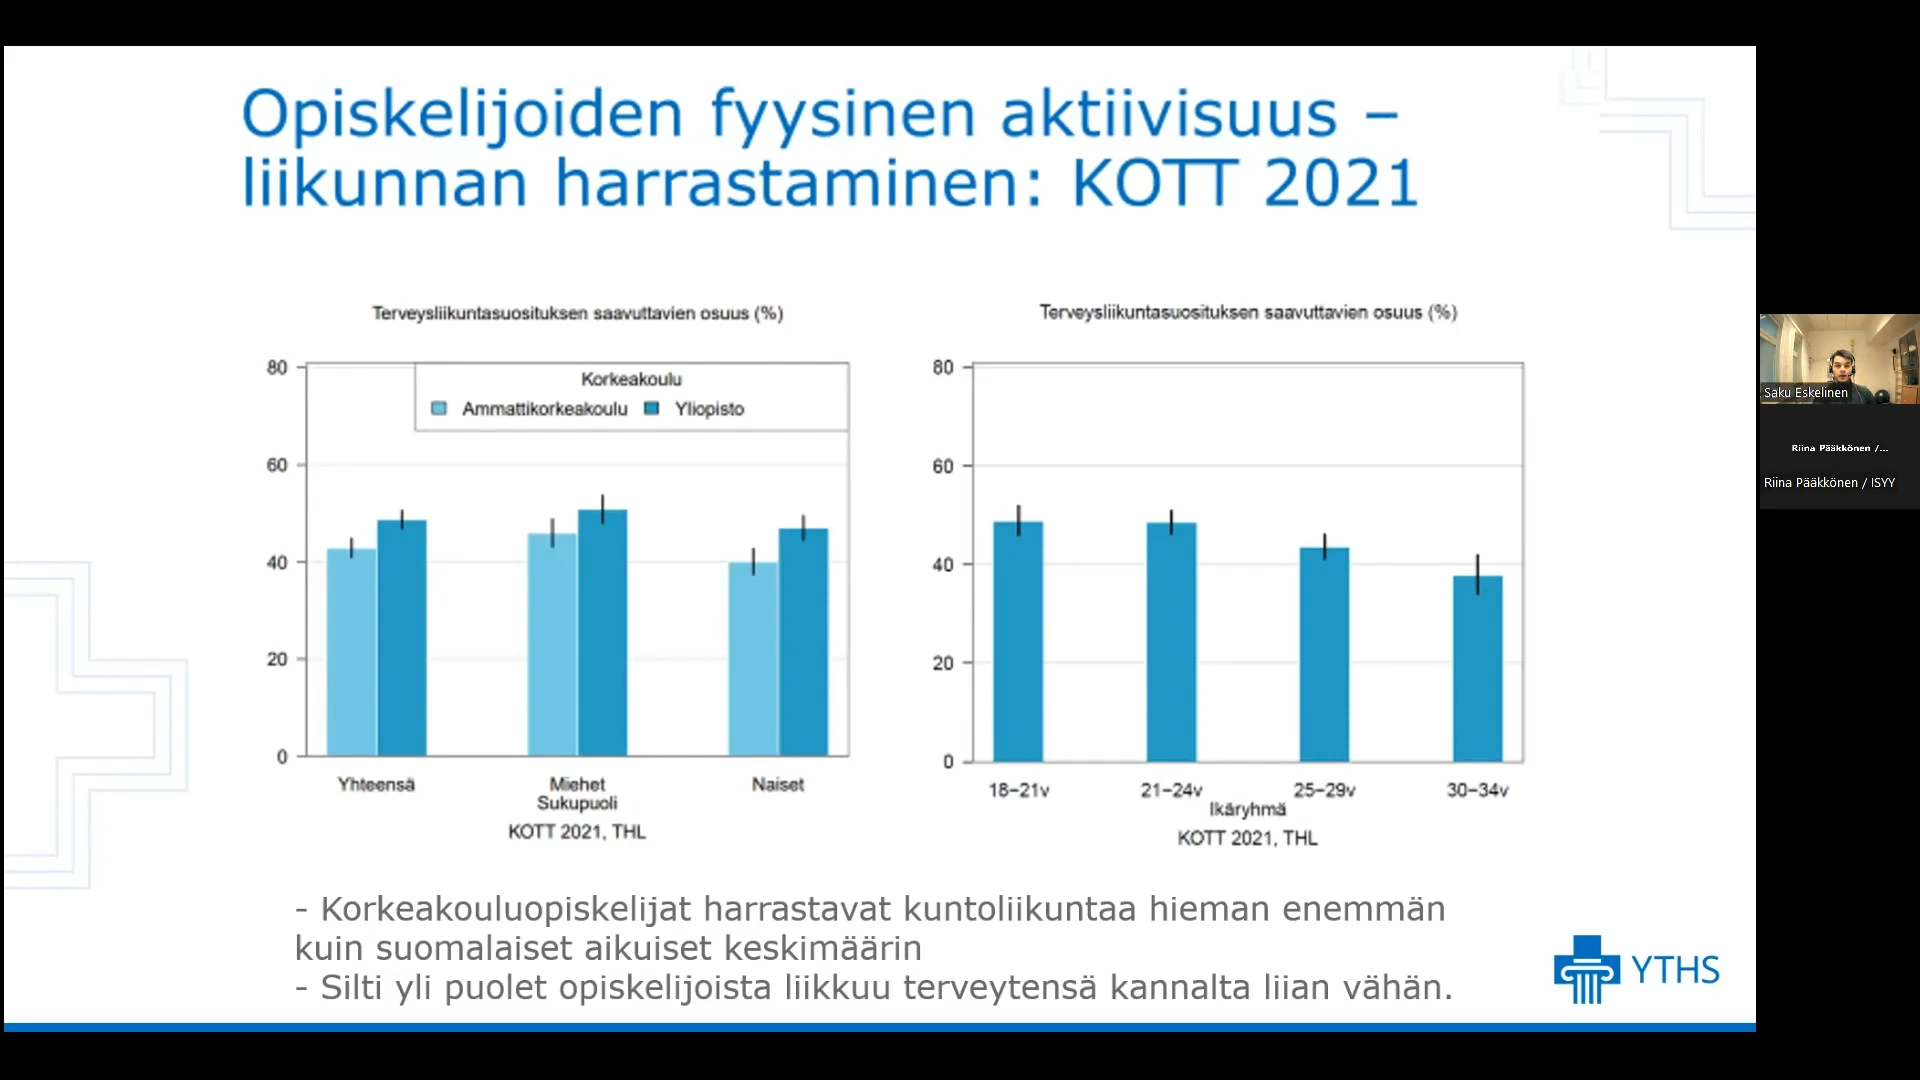 Opiskelijoiden fyysinen aktiivisuus –
liikunnan harrastaminen: KOTT 2021
Terveysliikuntasuosituksen saavuttavien osuus (%)
80
60
40
20
0
Korkeakoulu
Ammattikorkeakoulu
Yliopisto
Yhteensä
Miehet
Naiset
Sukupuoli
KOTT 2021, THL
Terveysliikuntasuosituksen saavuttavien osuus (%)
80
60
40
20
0
18–21v
21–24v
25–29v
30–34v
Ikäryhmä
KOTT 2021, THL
- Korkeakouluopiskelijat harrastavat kuntoliikuntaa hieman enemmän
kuin suomalaiset aikuiset keskimäärin
- Silti yli puolet opiskelijoista liikkuu terveytensä kannalta liian vähän.
YTHS
Saku Eskelinen
Riina Pääkkönen /...
Riina Pääkkönen / ISYY